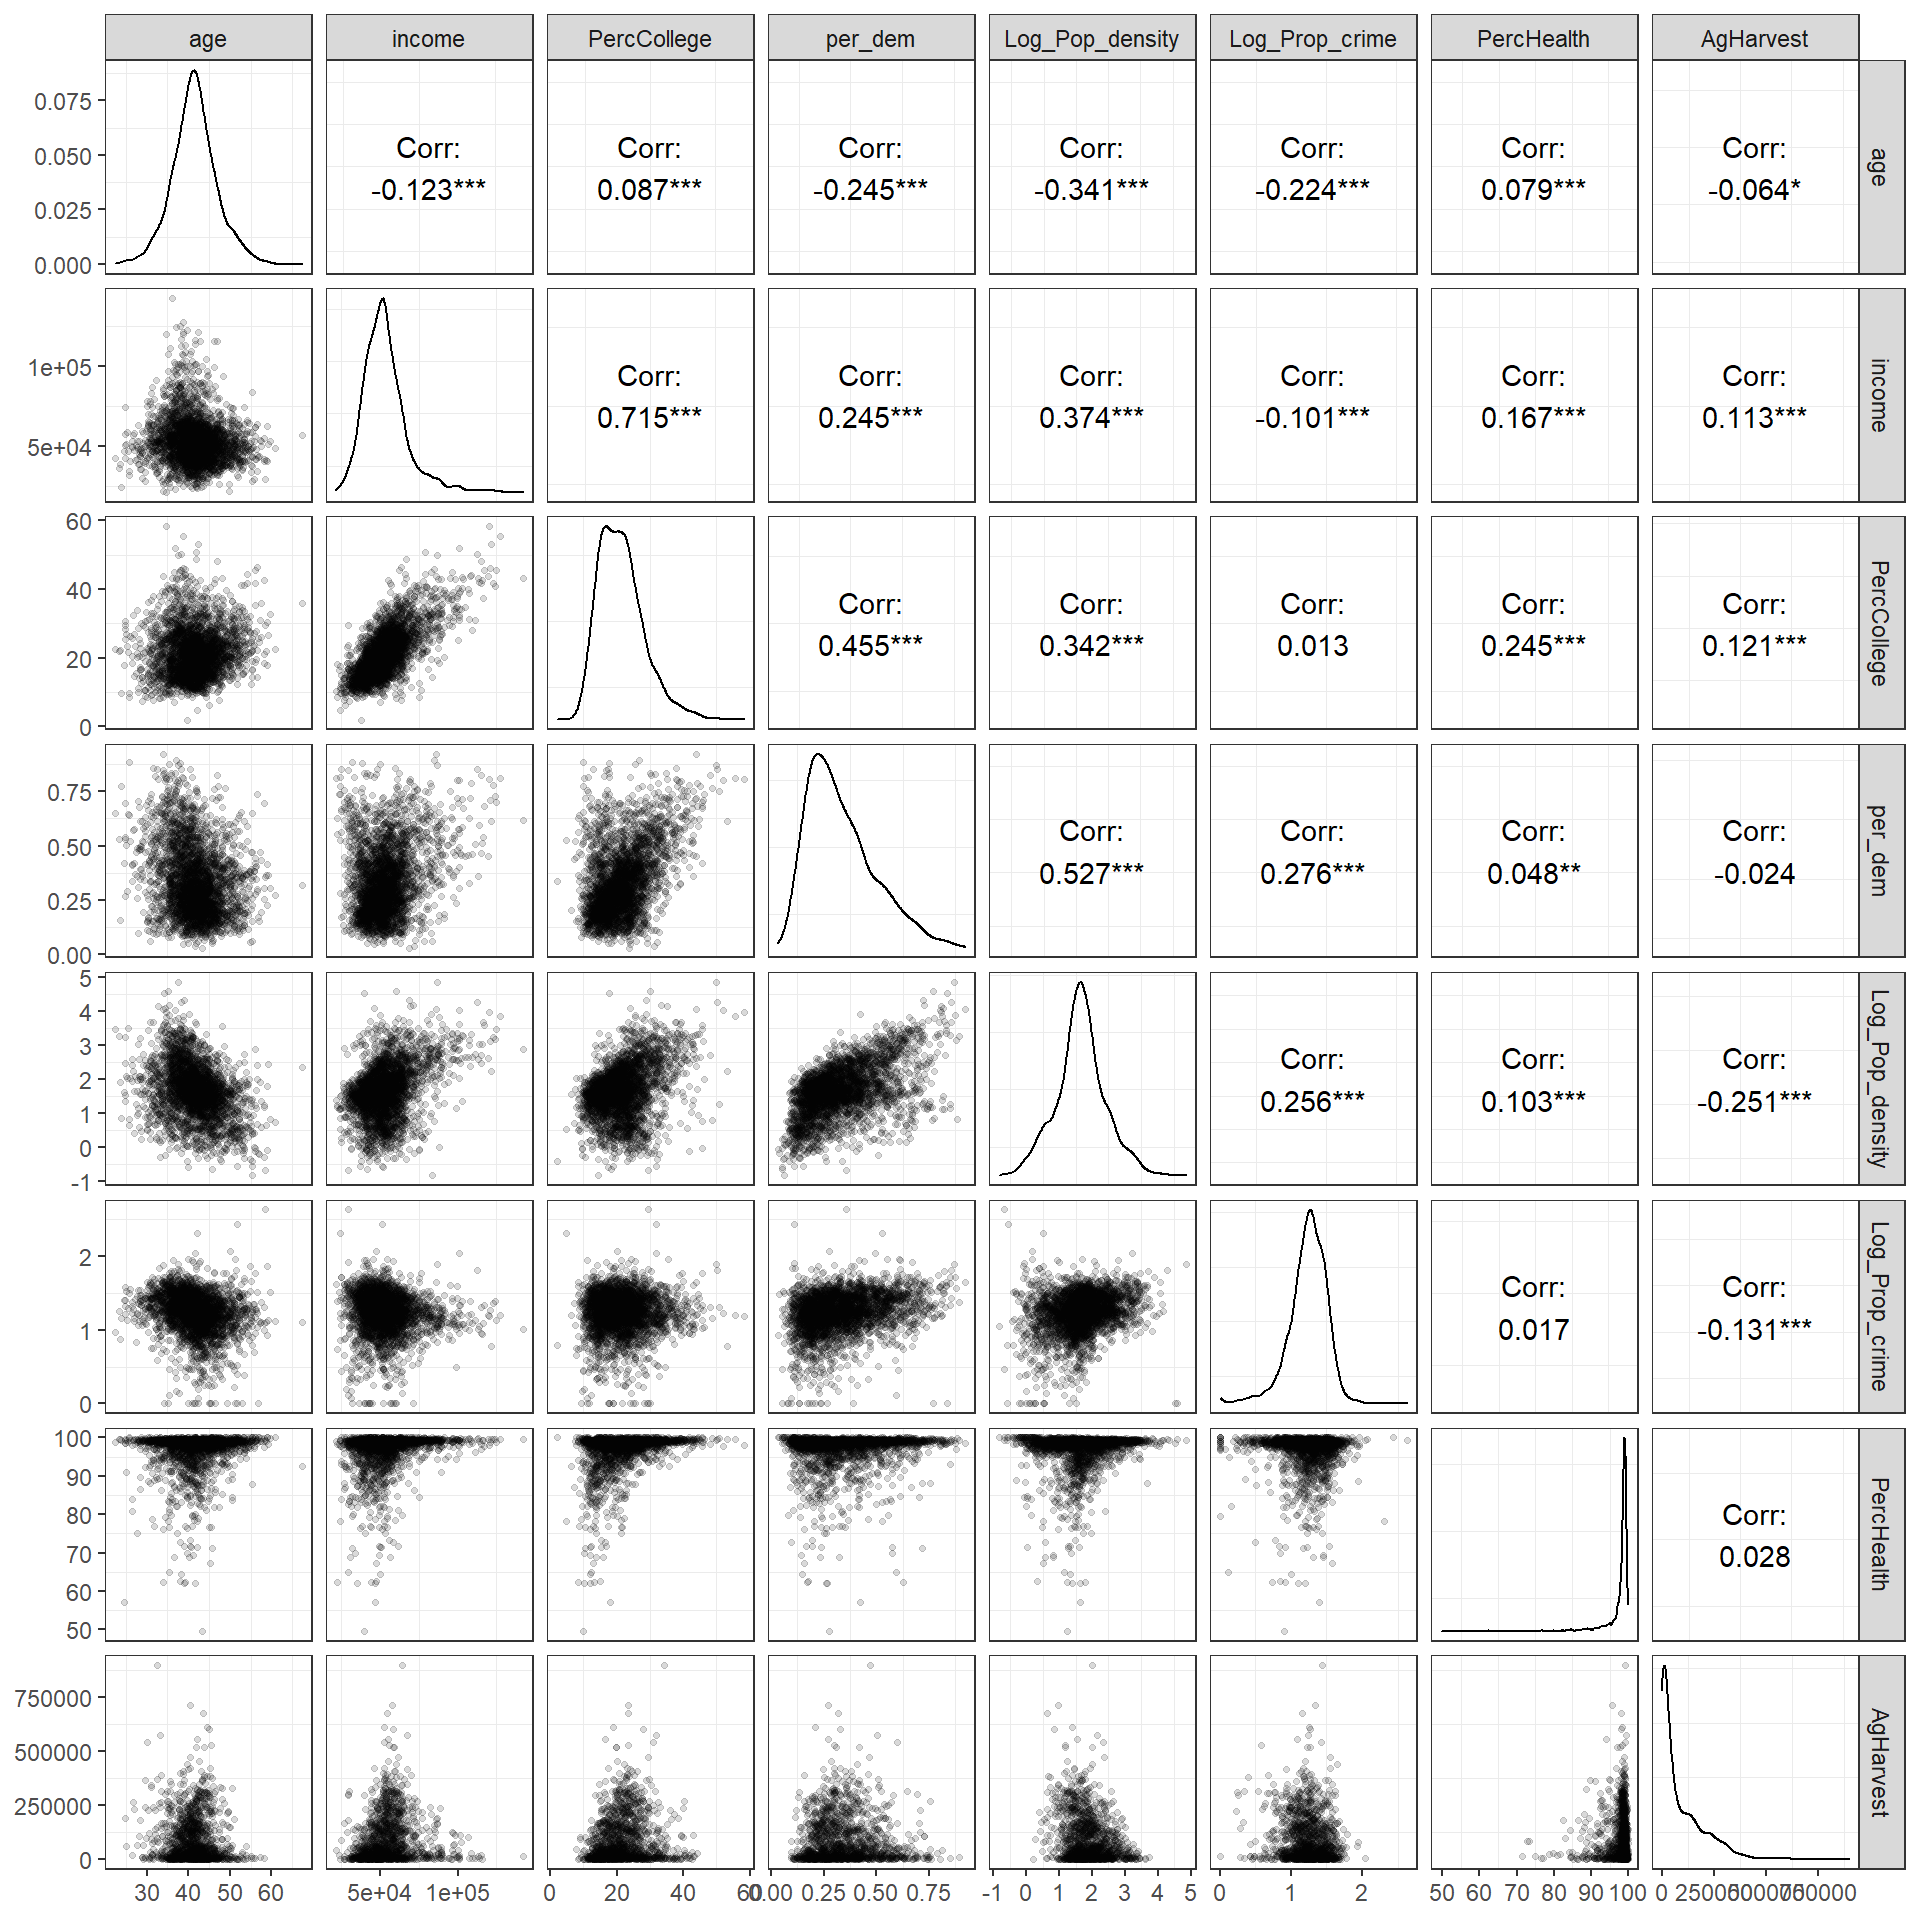 age income PercCollege per_dem Log_Pop_density Log_Prop_crime PercHealth AgHarvest
0.075
0.050
0.025
0.000
Corr: Corr: Corr: Corr: Corr: Corr: Corr:
-0.123*** 0.087*** -0.245*** -0.341*** -0.224*** 0.079*** -0.064*
age
1e+05
5e+04
Corr: Corr: Corr: Corr: Corr: Corr:
0.715*** 0.245*** 0.374*** -0.101*** 0.167*** 0.113***
income
60
40
20
0
Corr: Corr: Corr: Corr: Corr:
0.455*** 0.342*** 0.013 0.245*** 0.121***
PercCollege
0.75
0.50
0.25
0.00
Corr: Corr: Corr: Corr:
0.527*** 0.276*** 0.048** -0.024
per_dem
5
4
3
2
1
0
-1
Corr: Corr: Corr:
0.256*** 0.103*** -0.251***
Log_Pop_density
2
1
0
Corr: Corr:
0.017 -0.131***
Log_Prop_crime
100
90
80
70
60
50
Corr:
0.028
PercHealth
750000
500000
250000
0
AgHarvest
30 40 50 60 5e+04 1e+05 0 20 40 60 0.00 0.25 0.50 0.75 -1 0 1 2 3 4 5 0 1 2 50 60 70 80 90 100 0 250000 500000 750000